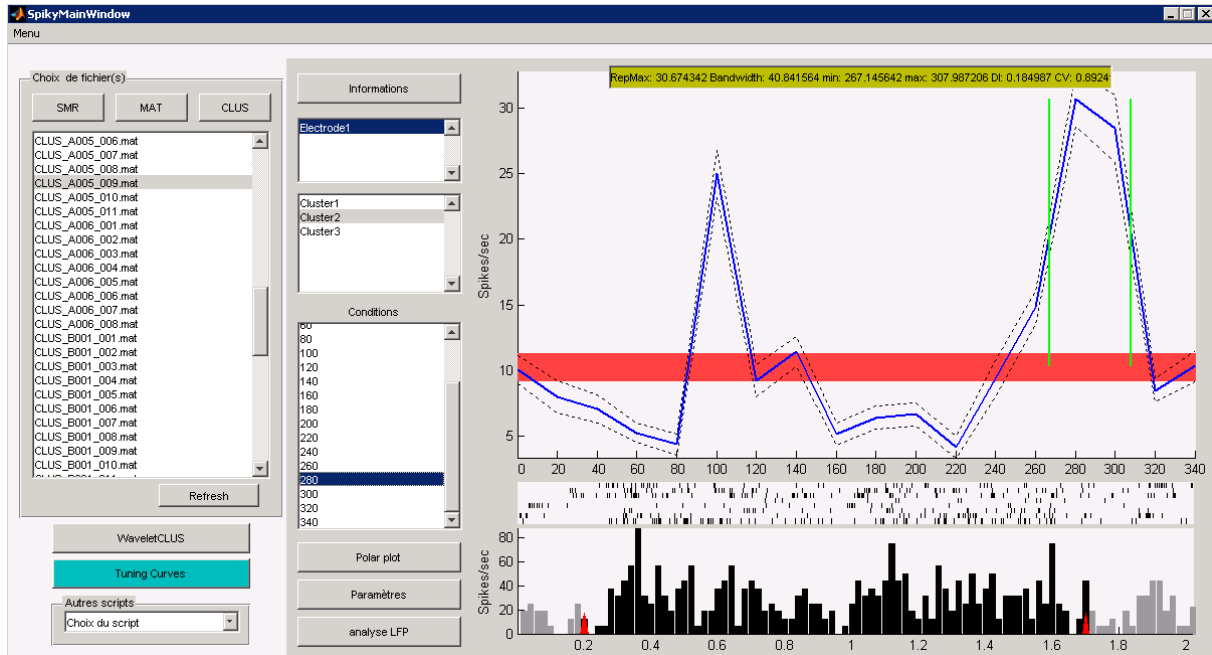 SpikyMainWindow
Menu
Choix de fichier(s)
SMR MAT CLUS
CLUS_A005_006.mat
CLUS_A005_007.mat
CLUS_A005_008.mat
CLUS_A005_009.mat
CLUS_A005_010.mat
CLUS_A005_011.mat
CLUS_A006_001.mat
CLUS_A006_002.mat
CLUS_A006_003.mat
CLUS_A006_004.mat
CLUS_A006_005.mat
CLUS_A006_006.mat
CLUS_A006_007.mat
CLUS_A006_008.mat
CLUS_B001_001.mat
CLUS_B001_002.mat
CLUS_B001_003.mat
CLUS_B001_004.mat
CLUS_B001_005.mat
CLUS_B001_006.mat
CLUS_B001_007.mat
CLUS_B001_008.mat
CLUS_B001_009.mat
CLUS_B001_010.mat
Refresh
WaveletCLUS
Tuning Curves
Autres scripts
Choix du script
Informations
Electrode1
Cluster1
Cluster2
Cluster3
Conditions
60
80
100
120
140
160
180
200
220
240
260
280
300
320
340
Polar plot
Paramètres
analyse LFP
RepMax: 30.674342 Bandwidth: 40.841564 min: 267.145642 max: 307.987206 DI: 0.184987 CV: 0.8924
Spikes/sec
30
25
20
15
10
5
0 20 40 60 80 100 120 140 160 180 200 220 240 260 280 300 320 340
Spikes/sec
80
60
40
20
0
0.2 0.4 0.6 0.8 1 1.2 1.4 1.6 1.8 2